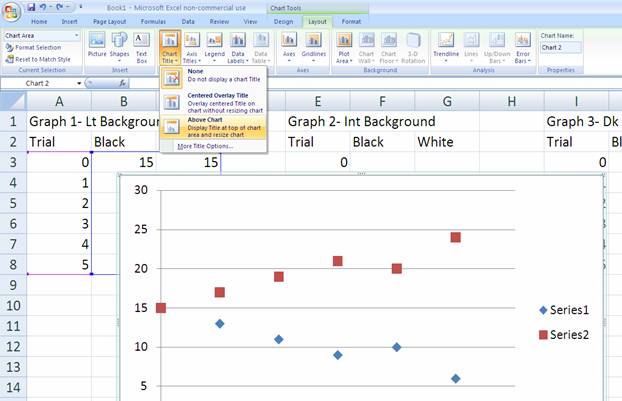 Book1 - Microsoft Excel non-commercial use
Chart Tools
Home Insert Page Layout Formulas Data Review View Design Layout Format
Chart Area
Format Selection
Reset to Match Style
Current Selection
Picture Shapis Text Box
Insert
Chart Title Axis Titles Legend Data Labels Data Table
Axes Gridlines
Axes
Plot Area Chart Wall Chart Floor 3-D Rotation
Background
Trendline Lines Up/Down Bars Error Bars
Analysis
Chart Name:
Chart 2
Properties
None
Do not display a chart Title
Centered Overlay Title
Overlay centered Title on chart without resizing chart
Above Chart
Display Title at top of chart area and resize chart
More Title Options...
Chart 2 fx
A B E F G I
1 Graph 1- Lt Backgroun Graph 2- Int Background Graph 3- Dk
2 Trial Black Trial Black White Trial Bl
3 0 15 15 0 0
4 1
5 2
6 3
7 4
8 5
9
10
11
12
13
14
30
25
20
15
10
5
Series1
Series2